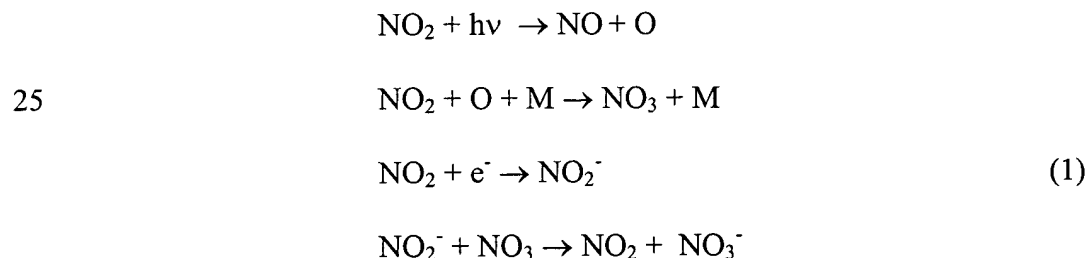 NO₂ + hν → NO + O
25 NO₂ + O + M → NO₃ + M
NO₂ + e⁻ → NO₂⁻ (1)
NO₂⁻ + NO₃ → NO₂ + NO₃⁻